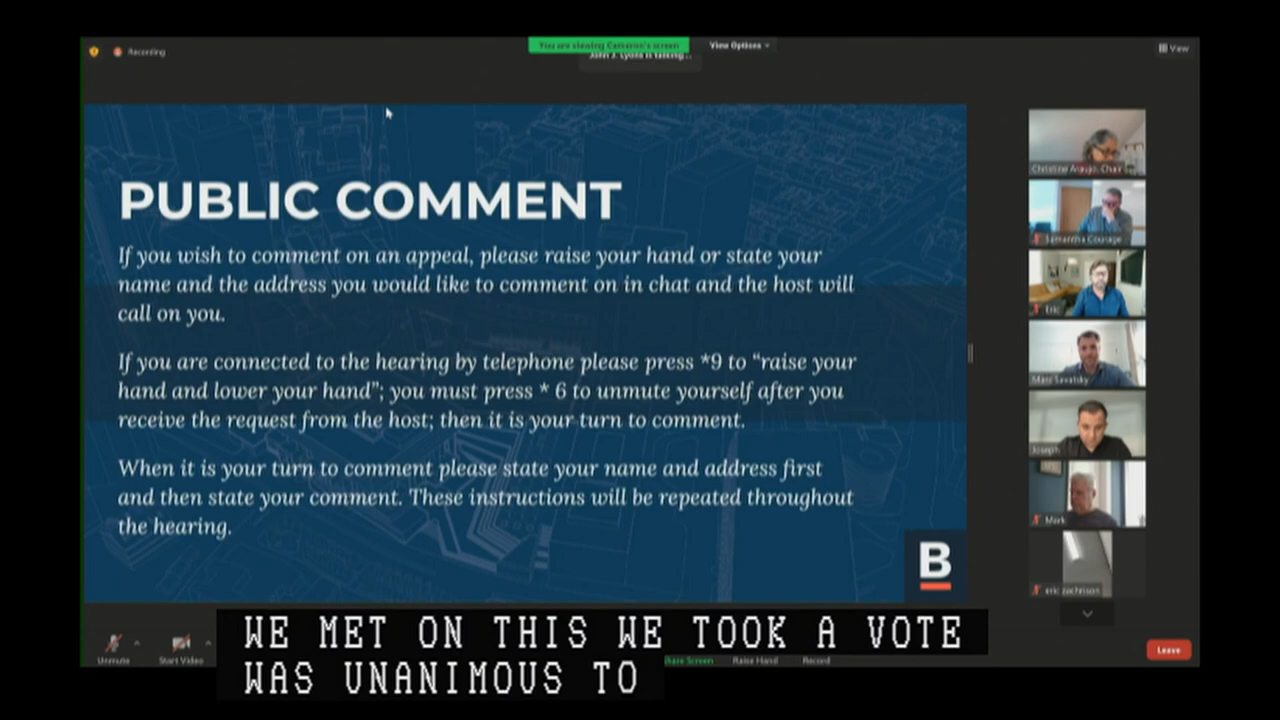 Recording
You are viewing Cameron's screen
View Options
View
John J. Lyons is talking...
PUBLIC COMMENT
If you wish to comment on an appeal, please raise your hand or state your
name and the address you would like to comment on in chat and the host will
call on you.
If you are connected to the hearing by telephone please press *9 to “raise your
hand and lower your hand”; you must press * 6 to unmute yourself after you
receive the request from the host; then it is your turn to comment.
When it is your turn to comment please state your name and address first
and then state your comment. These instructions will be repeated throughout
the hearing.
B
Christine Araujo, Chair
Samantha Courage
Eric
Marc Savatsky
Joseph
Mark
eric zachrison
Unmute
Start Video
Share Screen
Raise Hand
Record
Leave
WE MET ON THIS WE TOOK A VOTE
WAS UNANIMOUS TO